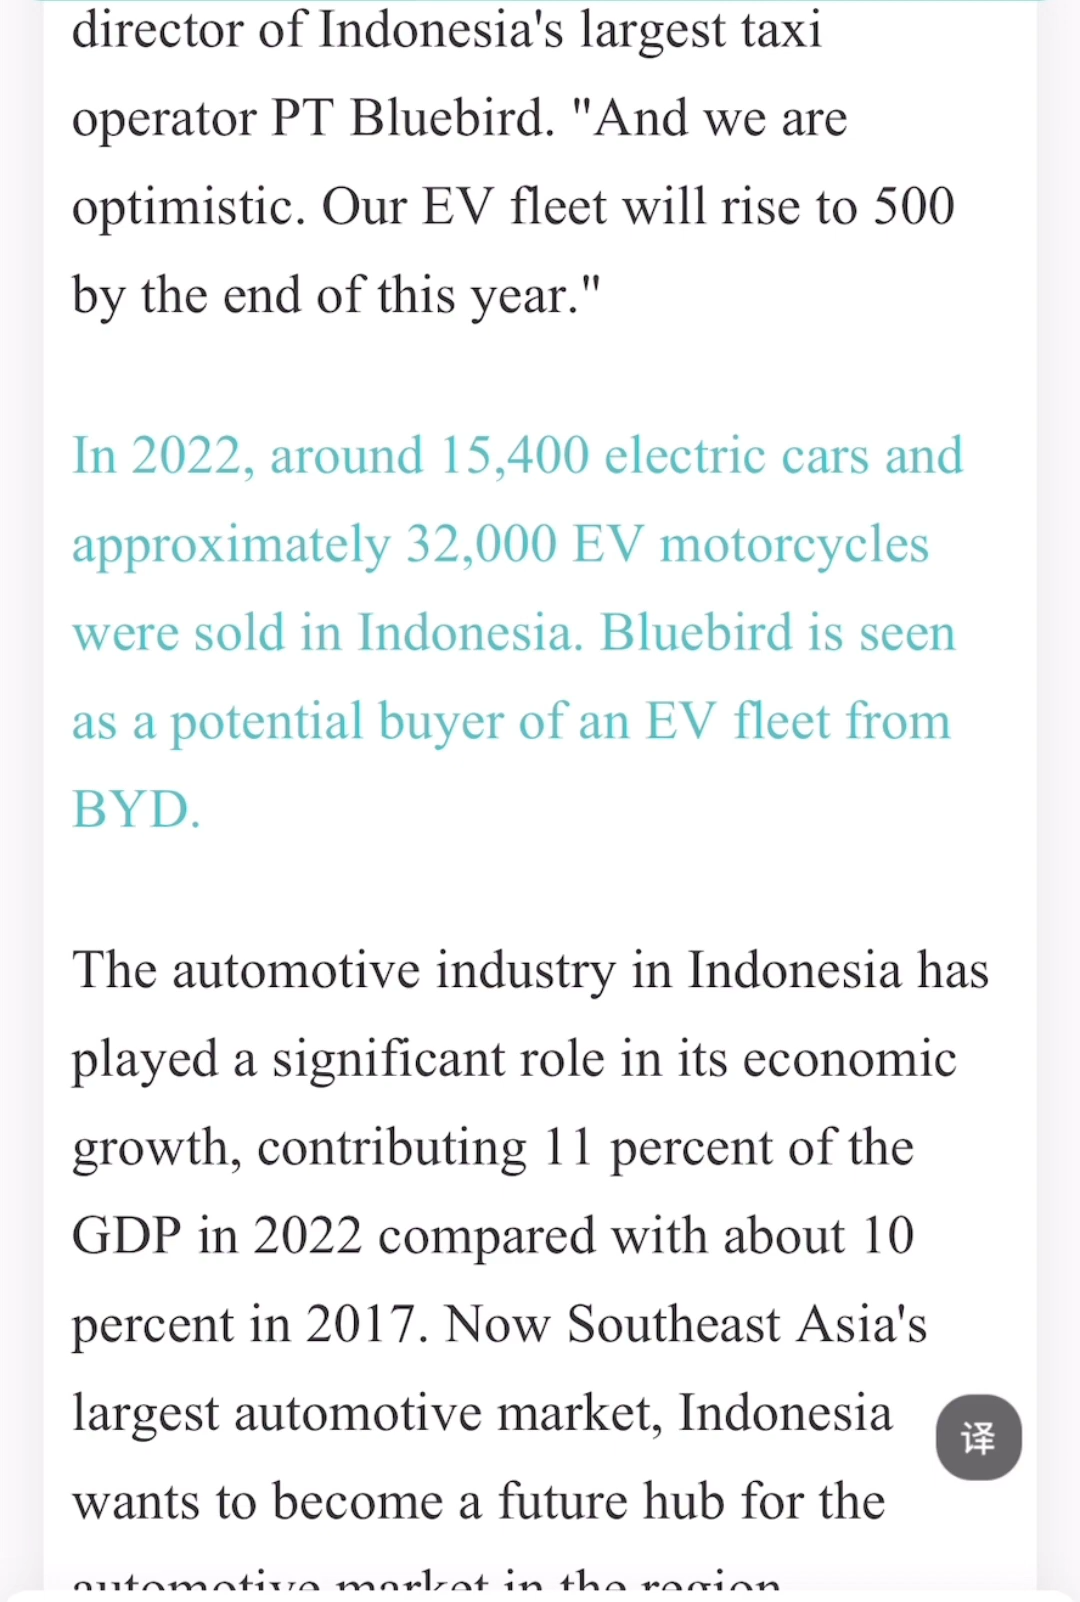 director of Indonesia's largest taxi
operator PT Bluebird. "And we are
optimistic. Our EV fleet will rise to 500
by the end of this year."
In 2022, around 15,400 electric cars and
approximately 32,000 EV motorcycles
were sold in Indonesia. Bluebird is seen
as a potential buyer of an EV fleet from
BYD.
The automotive industry in Indonesia has
played a significant role in its economic
growth, contributing 11 percent of the
GDP in 2022 compared with about 10
percent in 2017. Now Southeast Asia's
largest automotive market, Indonesia
译
wants to become a future hub for the
automotive market in the region